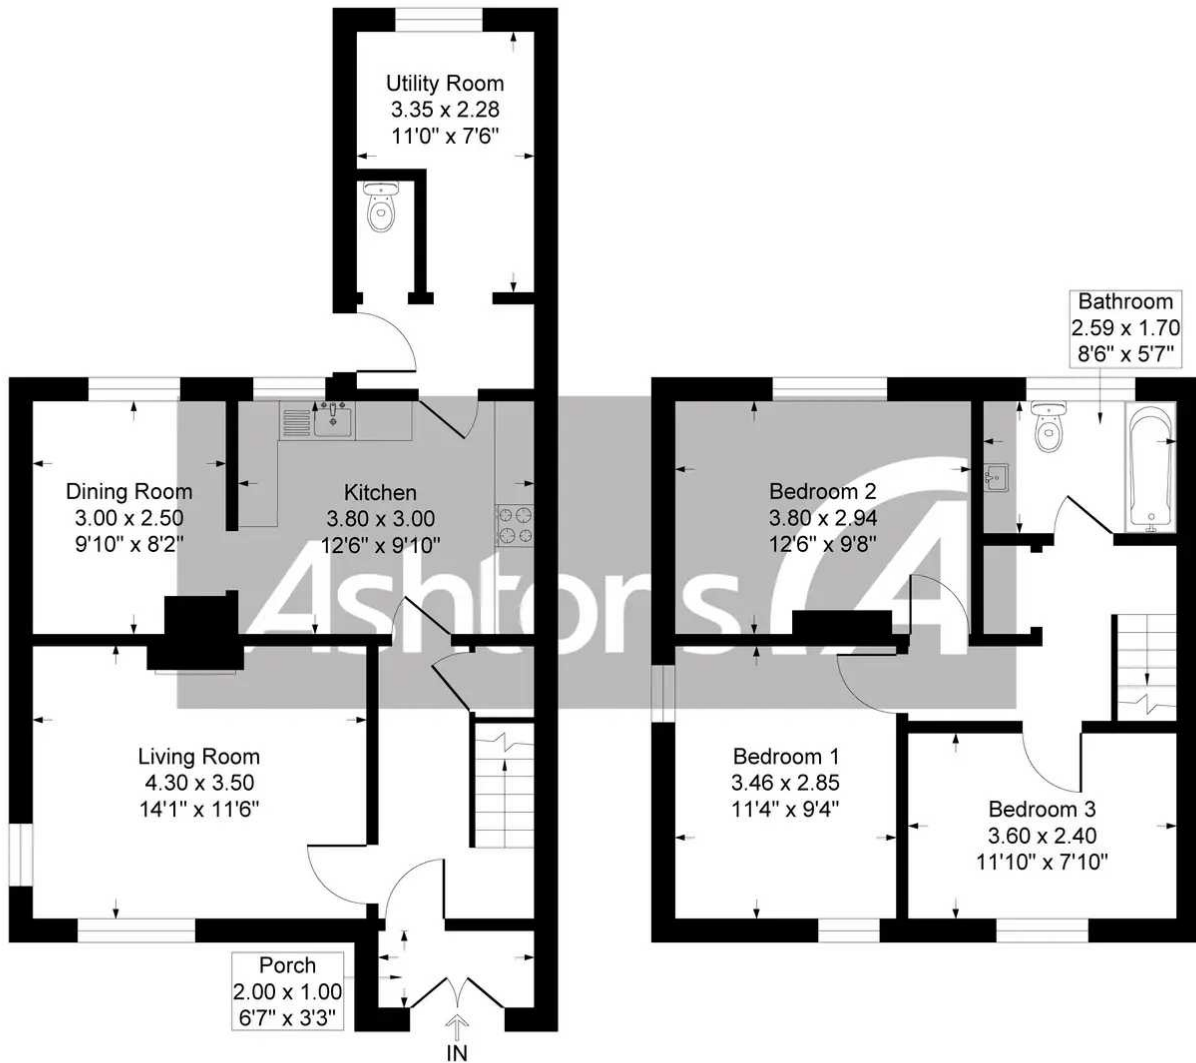 Utility Room
3.35 x 2.28
11'0" x 7'6"
Bathroom
2.59 x 1.70
8'6" x 5'7"
Dining Room
3.00 x 2.50
9'10" x 8'2"
Kitchen
3.80 x 3.00
12'6" x 9'10"
Bedroom 2
3.80 x 2.94
12'6" x 9'8"
Ashtons
Living Room
4.30 x 3.50
14'1" x 11'6"
Bedroom 1
3.46 x 2.85
11'4" x 9'4"
Bedroom 3
3.60 x 2.40
11'10" x 7'10"
Porch
2.00 x 1.00
6'7" x 3'3"
IN